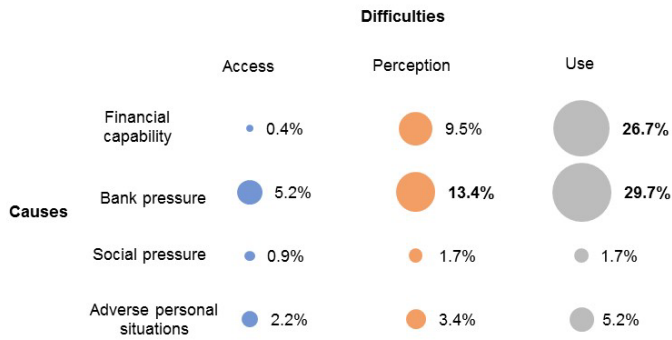 Difficulties
Access Perception Use
Financial
capability 0.4% 9.5% 26.7%
Causes Bank pressure 5.2% 13.4% 29.7%
Social pressure 0.9% 1.7% 1.7%
Adverse personal
situations 2.2% 3.4% 5.2%